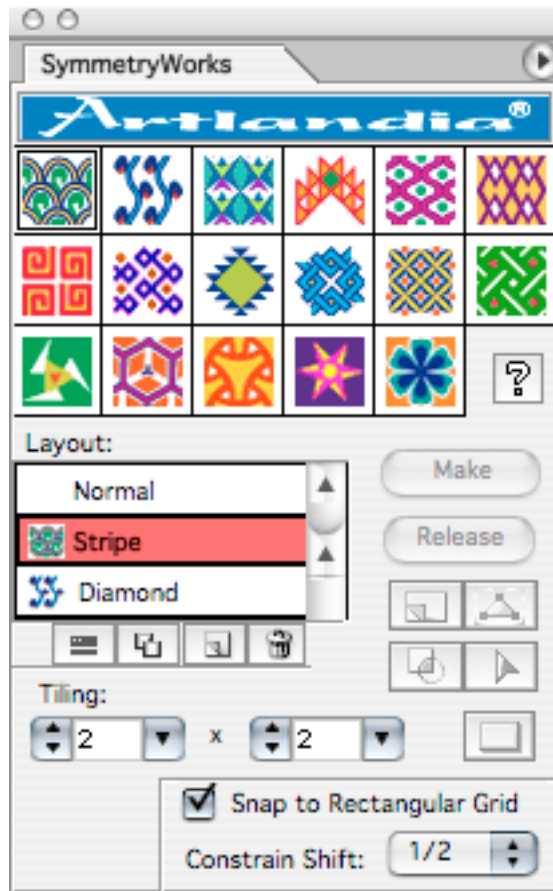 SymmetryWorks
Artlandia®
?
Layout:
Normal
Make
Stripe
Release
Diamond
Tiling:
2 x 2
Snap to Rectangular Grid
Constrain Shift: 1/2